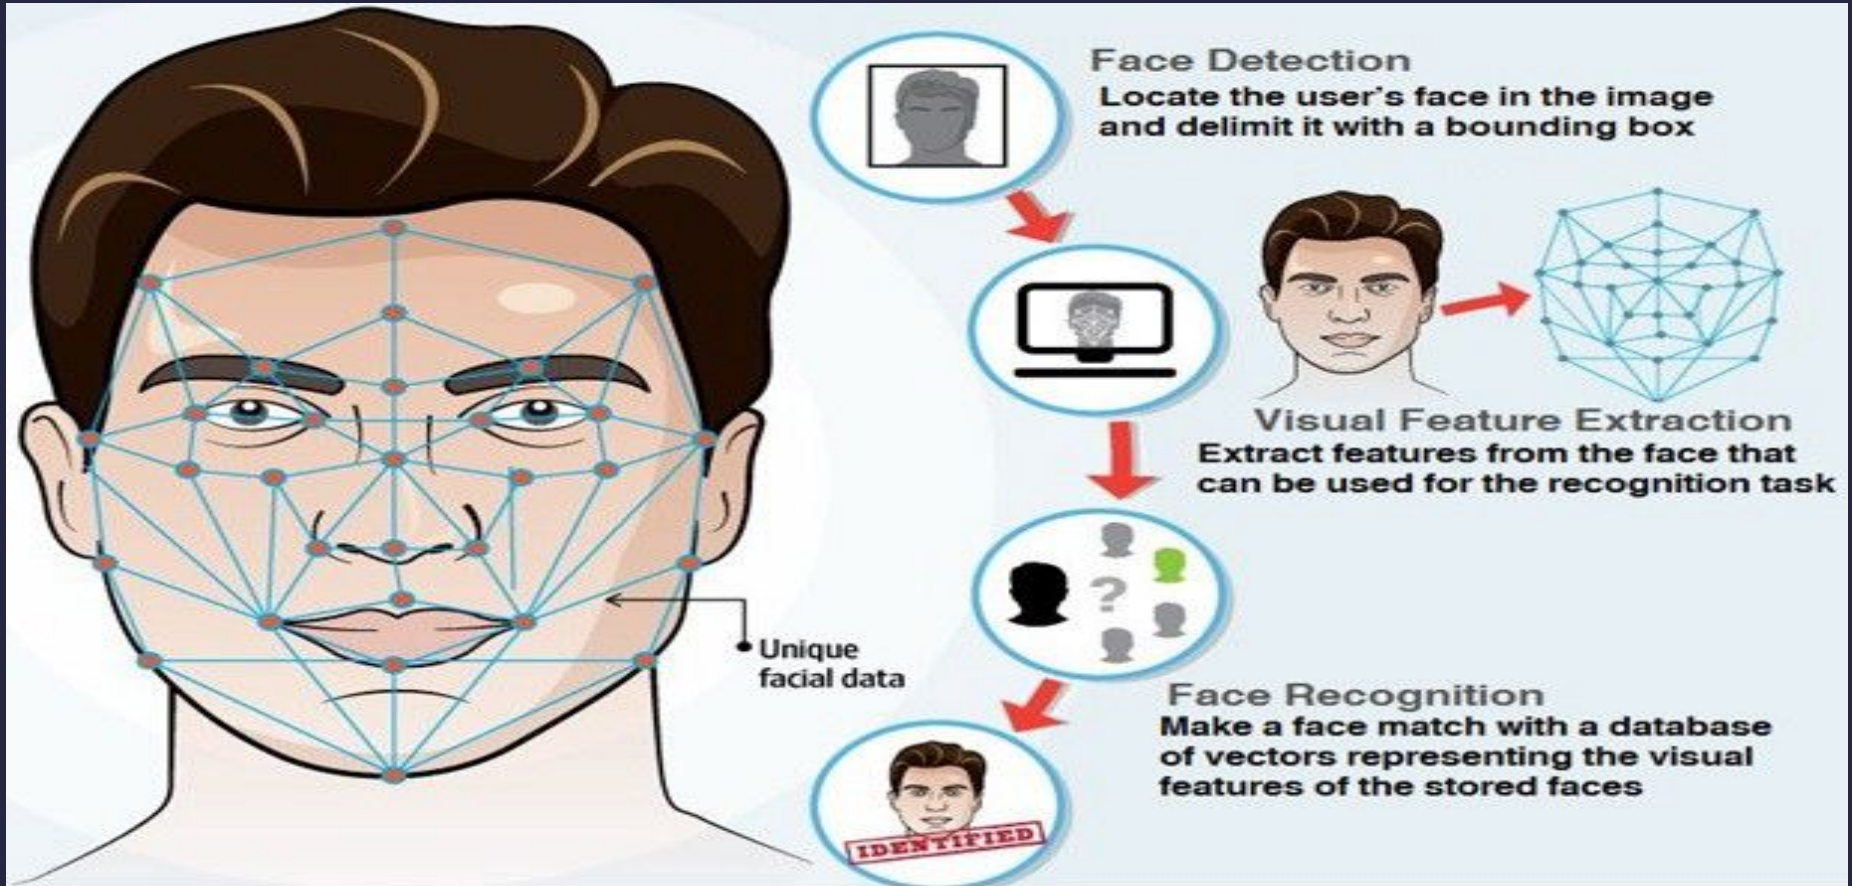 Face Detection
Locate the user's face in the image
and delimit it with a bounding box
Visual Feature Extraction
Extract features from the face that
can be used for the recognition task
?
Unique
facial data
Face Recognition
Make a face match with a database
of vectors representing the visual
features of the stored faces
IDENTIFIED